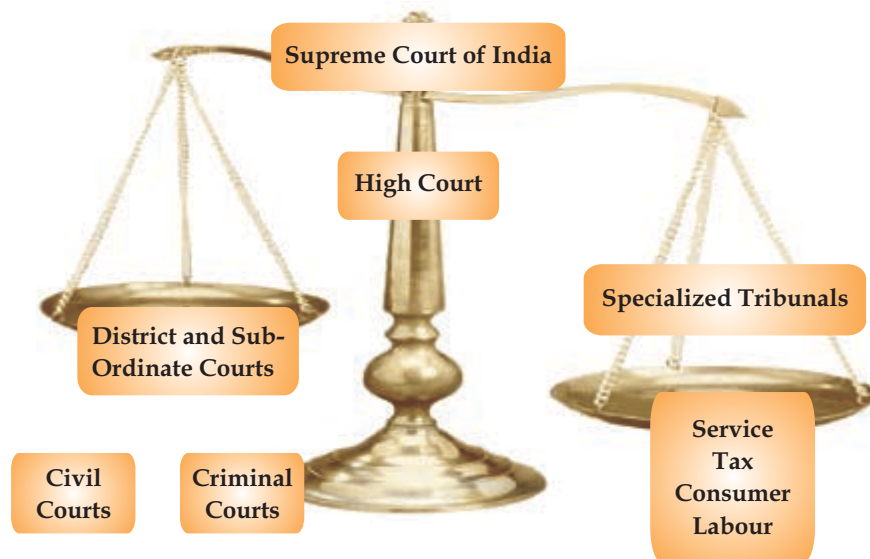 Supreme Court of India
High Court
Specialized Tribunals
District and Sub-
Ordinate Courts
Service
Tax
Consumer
Labour
Civil
Courts
Criminal
Courts